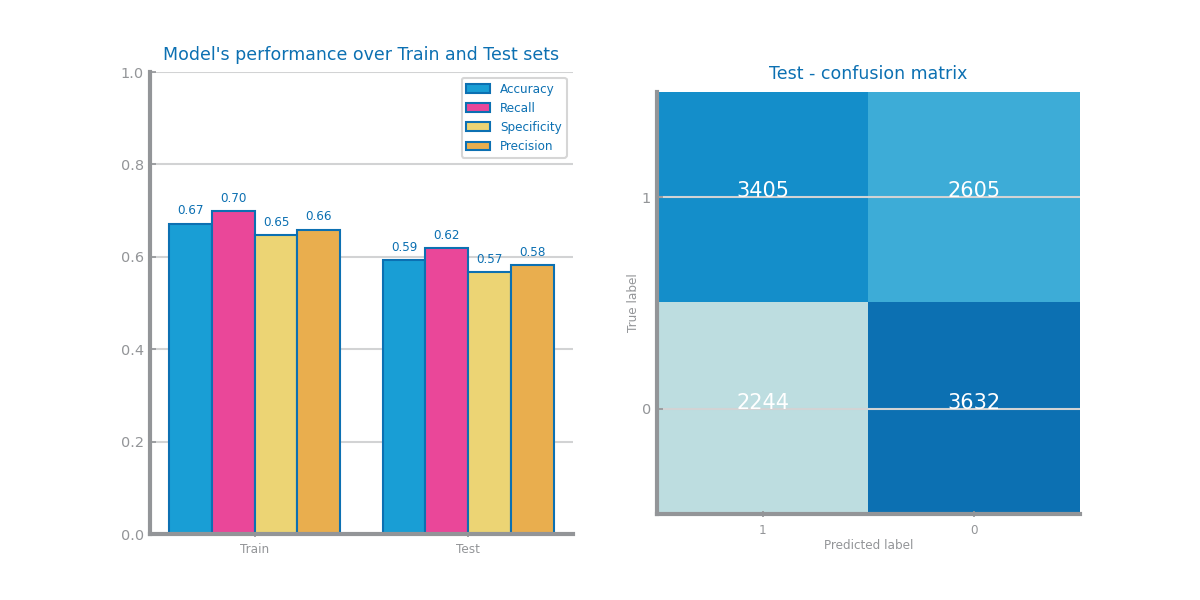 Model's performance over Train and Test sets
1.0
0.8
0.6
0.4
0.2
0.0
Accuracy
Recall
Specificity
Precision
0.67
0.70
0.65
0.66
0.59
0.62
0.57
0.58
Train
Test
Test - confusion matrix
True label
1
0
3405
2605
2244
3632
1
0
Predicted label